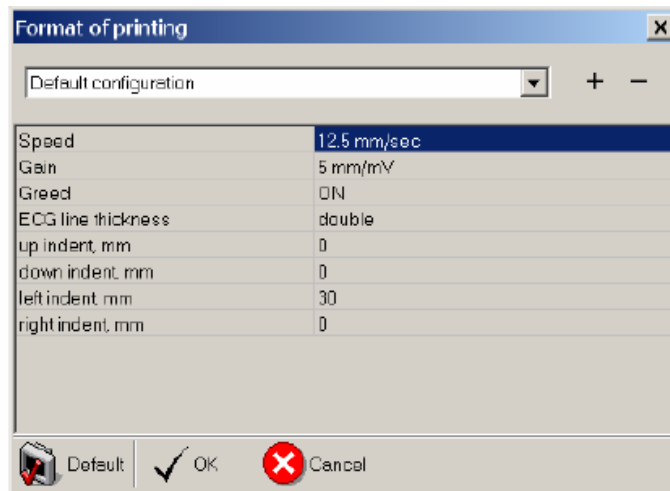 Format of printing
Default configuration
+ −
Speed 12.5 mm/sec
Gain 5 mm/mV
Greed ON
ECG line thickness double
up indent, mm 0
down indent, mm 0
left indent, mm 30
right indent, mm 0
Default OK Cancel